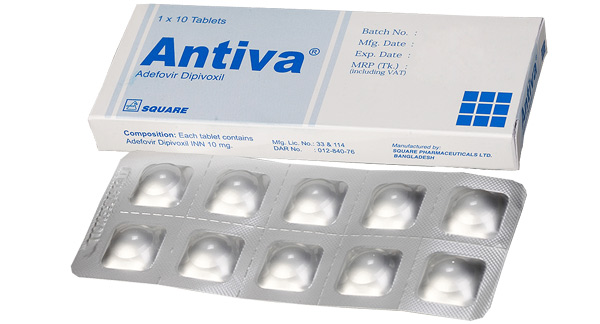 1 x 10 Tablets
Antiva®
Adefovir Dipivoxil
SQUARE
Batch No. :
Mfg. Date :
Exp. Date :
MRP (Tk.) :
(including VAT)
Composition: Each tablet contains
Adefovir Dipivoxil INN 10 mg.
Mfg. Lic. No.: 33 & 114
DAR No. : 012-840-76
Manufactured by:
SQUARE PHARMACEUTICALS LTD.
BANGLADESH